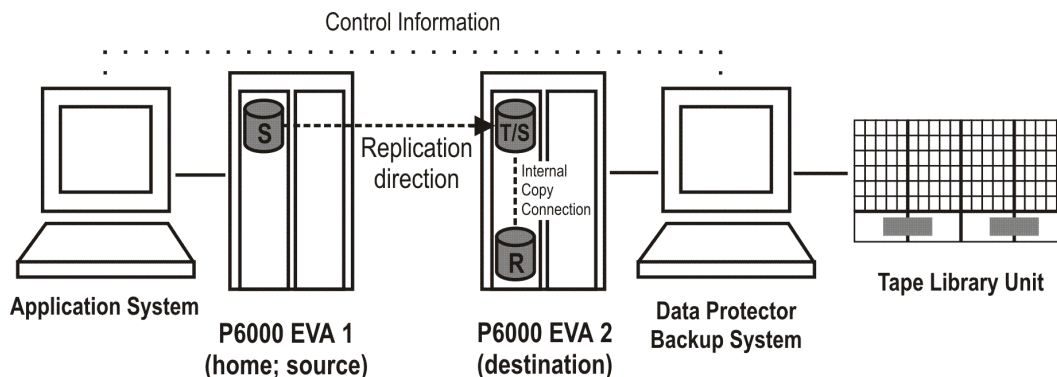 Control Information
S
T/S
Replication
direction
Internal
Copy
Connection
R
Application System
P6000 EVA 1
(home; source)
P6000 EVA 2
(destination)
Data Protector
Backup System
Tape Library Unit